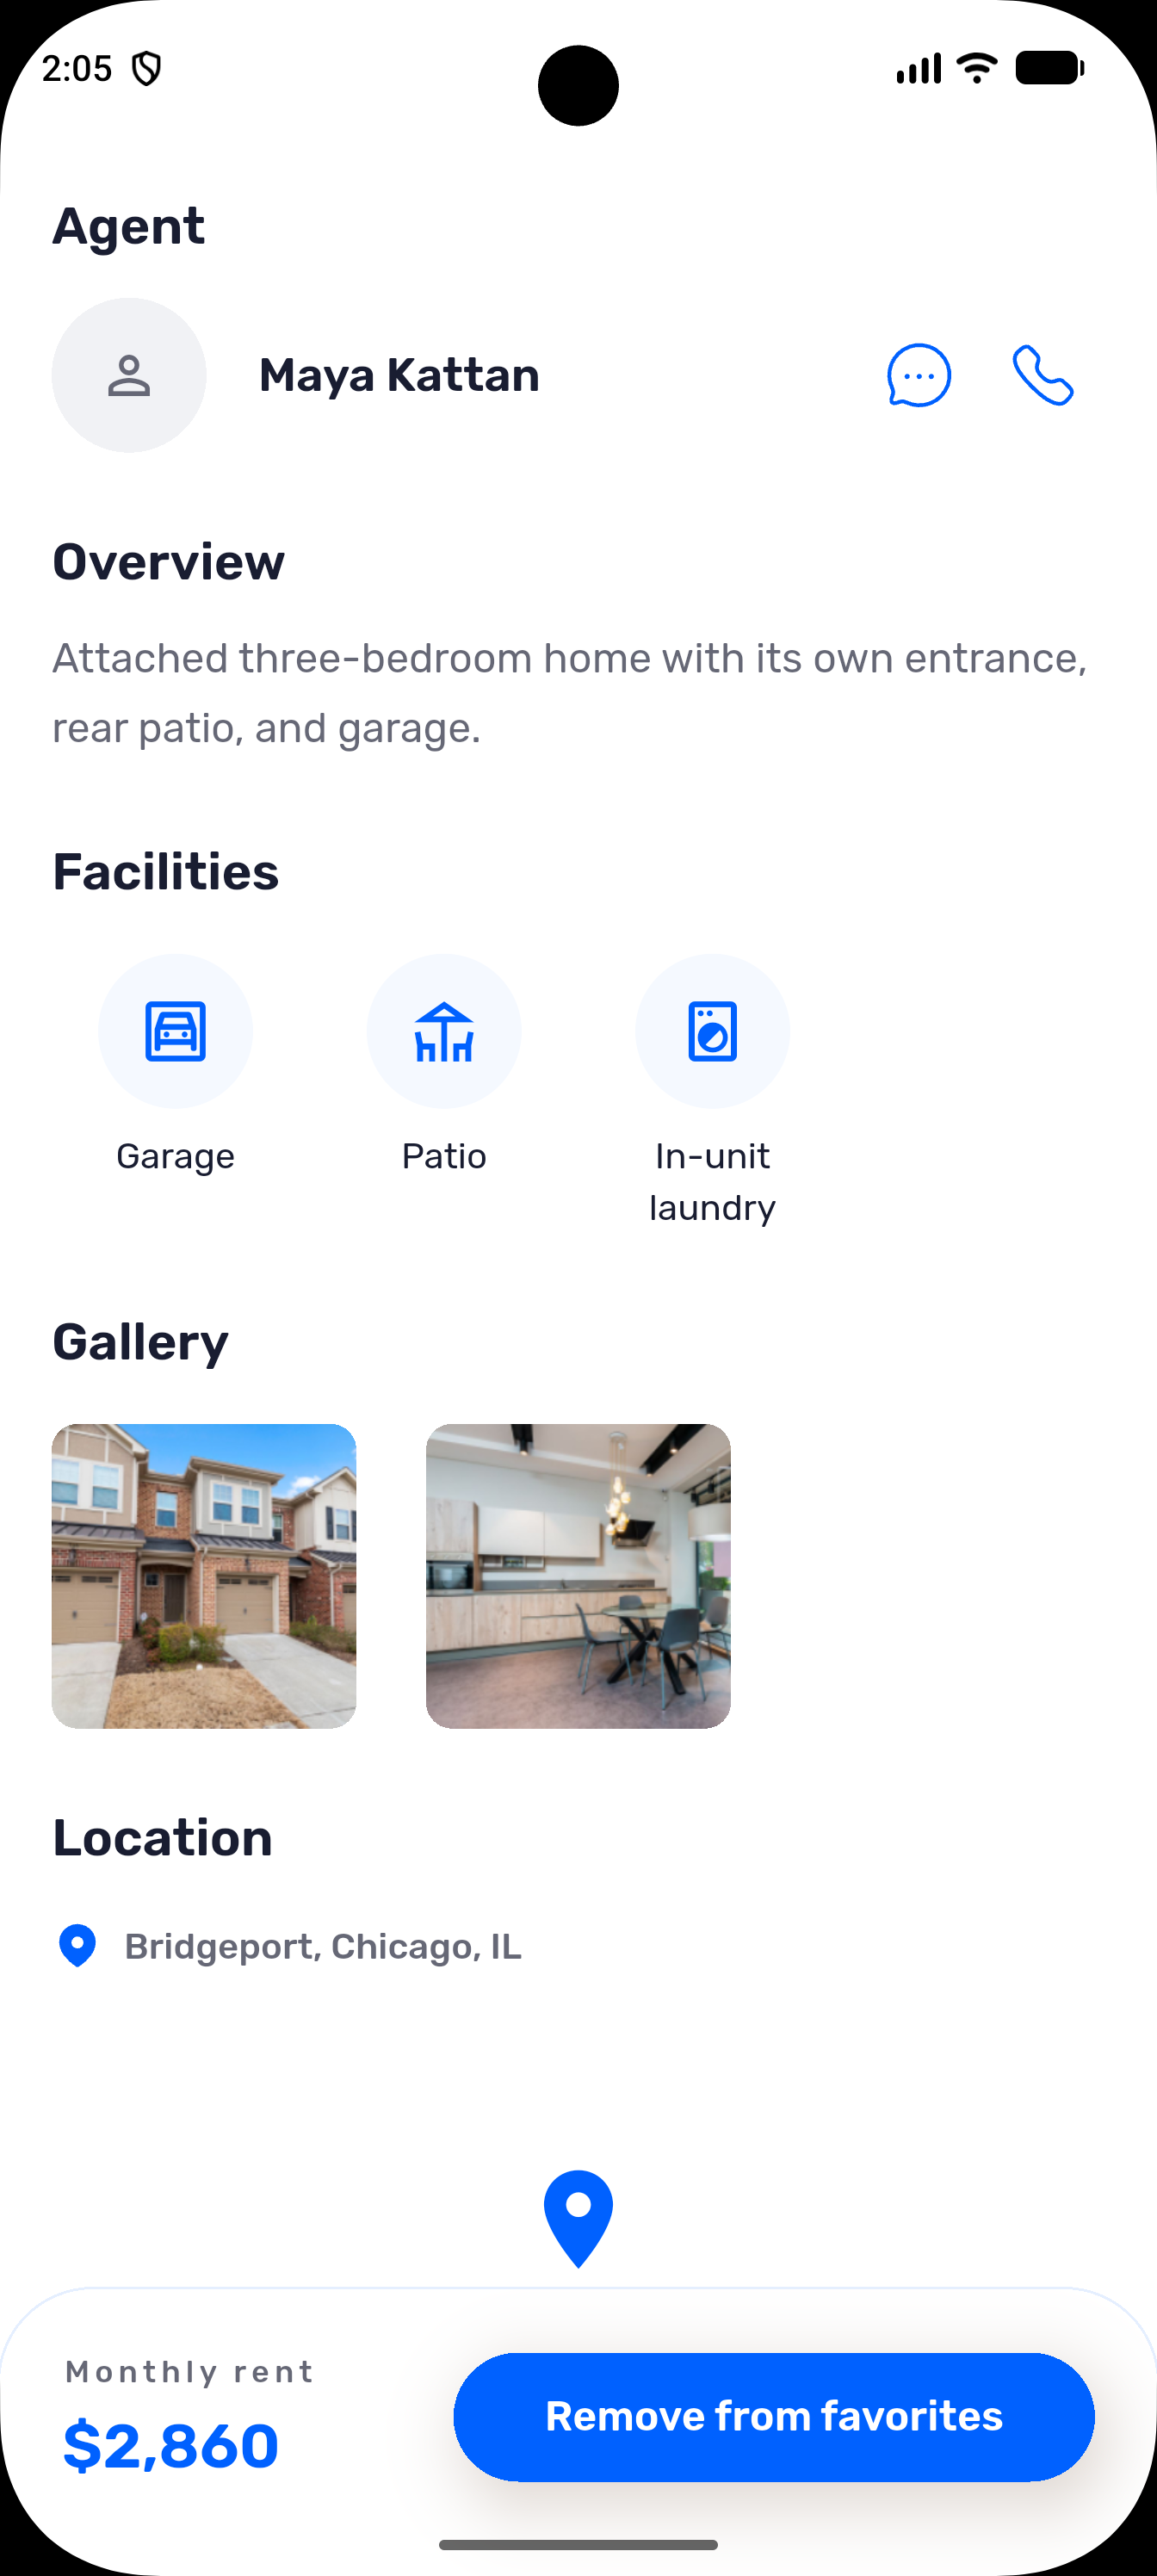 2:05
Agent
Maya Kattan
Overview
Attached three-bedroom home with its own entrance,
rear patio, and garage.
Facilities
Garage
Patio
In-unit
laundry
Gallery
Location
Bridgeport, Chicago, IL
Monthly rent
$2,860
Remove from favorites